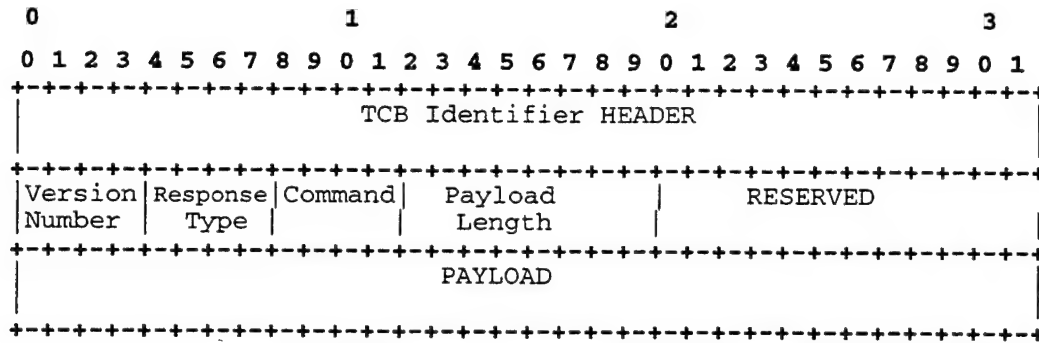 0 1 2 3
0 1 2 3 4 5 6 7 8 9 0 1 2 3 4 5 6 7 8 9 0 1 2 3 4 5 6 7 8 9 0 1
+-+-+-+-+-+-+-+-+-+-+-+-+-+-+-+-+-+-+-+-+-+-+-+-+-+-+-+-+-+-+-+-+
| TCB Identifier HEADER |
+-+-+-+-+-+-+-+-+-+-+-+-+-+-+-+-+-+-+-+-+-+-+-+-+-+-+-+-+-+-+-+-+
|Version|Response|Command| Payload | RESERVED |
|Number | Type | | Length | |
+-+-+-+-+-+-+-+-+-+-+-+-+-+-+-+-+-+-+-+-+-+-+-+-+-+-+-+-+-+-+-+-+
| PAYLOAD |
+-+-+-+-+-+-+-+-+-+-+-+-+-+-+-+-+-+-+-+-+-+-+-+-+-+-+-+-+-+-+-+-+